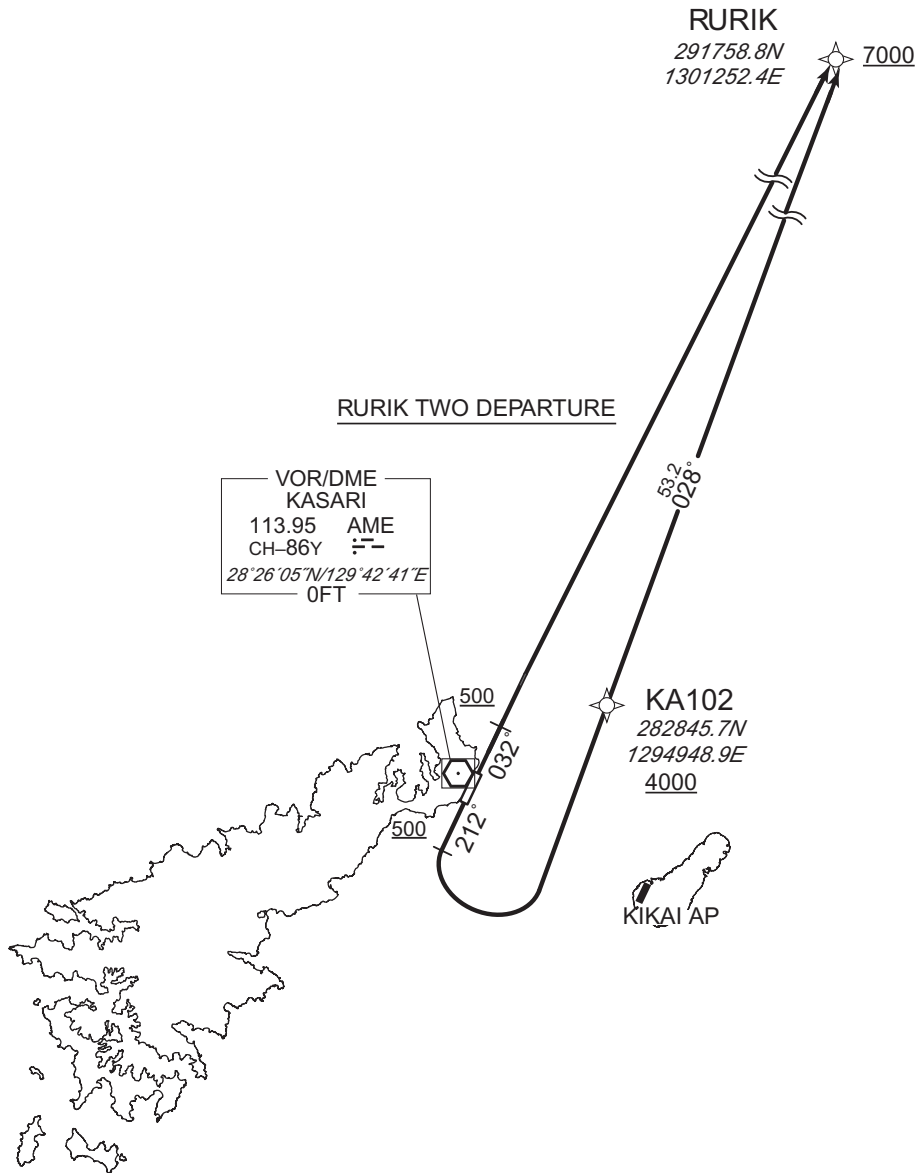 RURIK
291758.8N
1301252.4E
7000
RURIK TWO DEPARTURE
53.2
028°
VOR/DME
KASARI
113.95 AME
CH–86Y
28°26´05˝N/129°42´41˝E
0FT
500
032°
KA102
282845.7N
1294948.9E
4000
500
212°
KIKAI AP